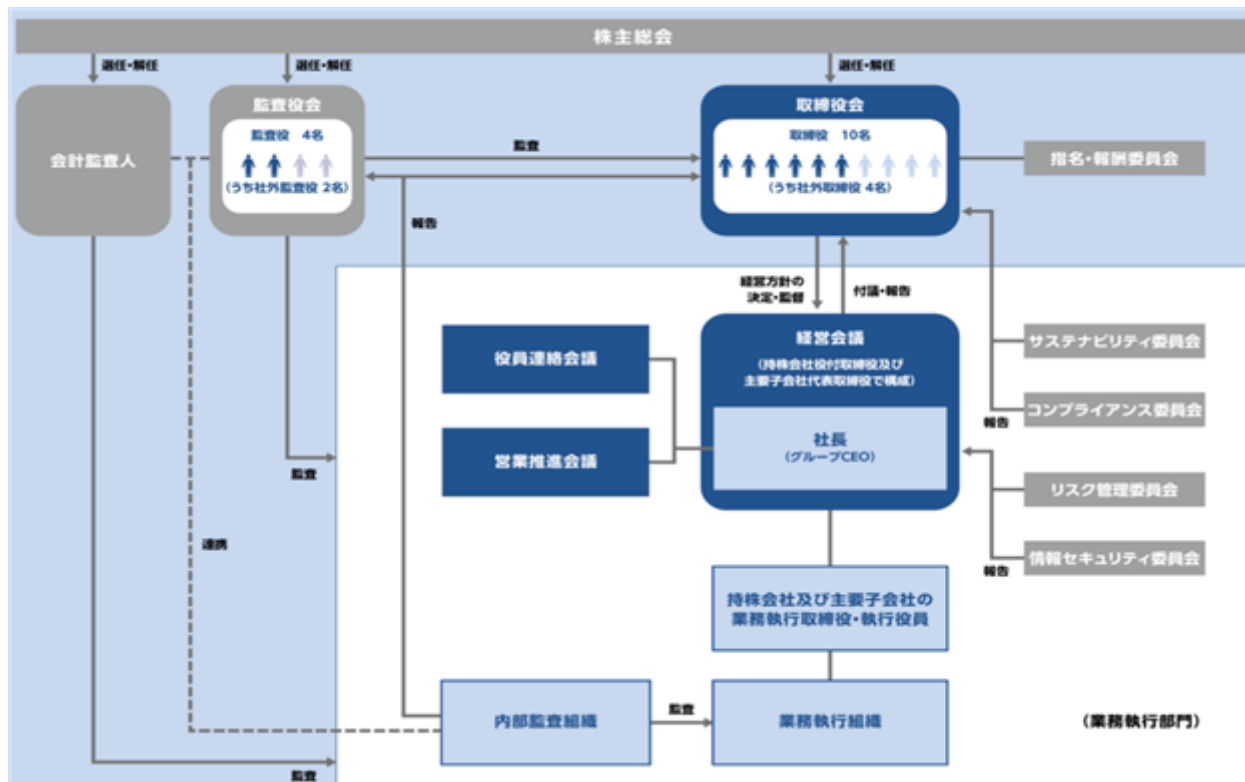 株主総会
選任・解任
選任・解任
選任・解任
会計監査人
監査役会
監査役 4名
(うち社外監査役 2名)
監査
報告
取締役会
取締役 10名
(うち社外取締役 4名)
指名・報酬委員会
経営方針の
決定・監督
付議・報告
役員連絡会議
営業推進会議
経営会議
(持株会社役付取締役及び
主要子会社代表取締役で構成)
社長
(グループCEO)
サステナビリティ委員会
コンプライアンス委員会
報告
リスク管理委員会
情報セキュリティ委員会
報告
監査
連携
持株会社及び主要子会社の
業務執行取締役・執行役員
内部監査組織
監査
業務執行組織
(業務執行部門)
監査